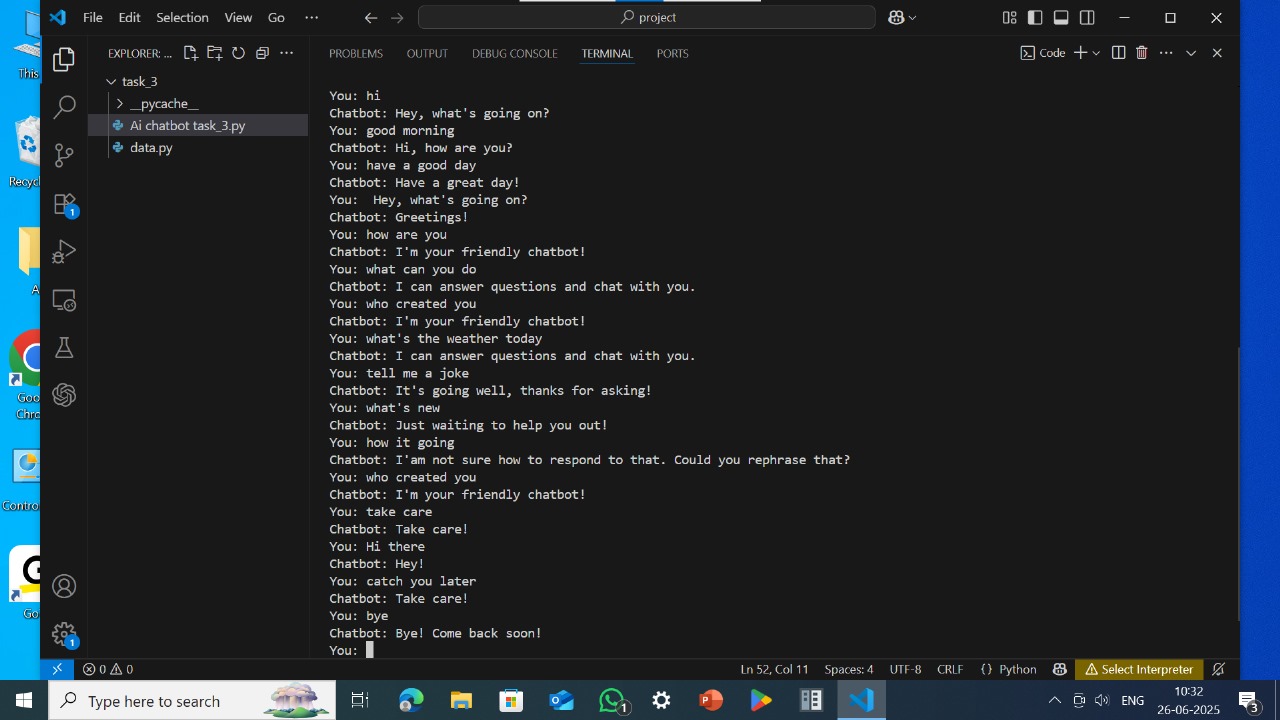 File Edit Selection View Go ··· project
This
EXPLORER: ... PROBLEMS OUTPUT DEBUG CONSOLE TERMINAL PORTS Code
task_3
__pycache__
Ai chatbot task_3.py
data.py
You: hi
Chatbot: Hey, what's going on?
You: good morning
Chatbot: Hi, how are you?
You: have a good day
Chatbot: Have a great day!
You:  Hey, what's going on?
Chatbot: Greetings!
You: how are you
Chatbot: I'm your friendly chatbot!
You: what can you do
Chatbot: I can answer questions and chat with you.
You: who created you
Chatbot: I'm your friendly chatbot!
You: what's the weather today
Chatbot: I can answer questions and chat with you.
You: tell me a joke
Chatbot: It's going well, thanks for asking!
You: what's new
Chatbot: Just waiting to help you out!
You: how it going
Chatbot: I'am not sure how to respond to that. Could you rephrase that?
You: who created you
Chatbot: I'm your friendly chatbot!
You: take care
Chatbot: Take care!
You: Hi there
Chatbot: Hey!
You: catch you later
Chatbot: Take care!
You: bye
Chatbot: Bye! Come back soon!
You:
Recyc
A
Goo
Chro
Contro
G
Go
1
1
0 0 Ln 52, Col 11 Spaces: 4 UTF-8 CRLF {} Python Select Interpreter
Type here to search 1 ENG 10:32
26-06-2025 3